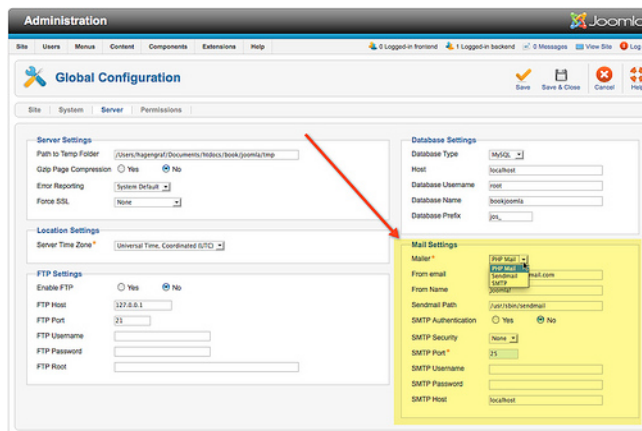 Administration
Joomla
Site Users Menus Content Components Extensions Help
0 Logged-in frontend 1 Logged-in backend 0 Messages View Site Log
Global Configuration
Save Save & Close Cancel Help
Site System Server Permissions
Server Settings
Path to Temp Folder /Users/hagengraf/Documents/htdocs/book/joomla/tmp
Gzip Page Compression Yes No
Error Reporting System Default
Force SSL None
Location Settings
Server Time Zone * Universal Time, Coordinated (UTC)
FTP Settings
Enable FTP Yes No
FTP Host 127.0.0.1
FTP Port 21
FTP Username
FTP Password
FTP Root
Database Settings
Database Type MySQL
Host localhost
Database Username root
Database Name bookjoomla
Database Prefix jos_
Mail Settings
Mailer * PHP Mail
PHP Mail
Sendmail
SMTP
From email mail.com
From Name Joomla!
Sendmail Path /usr/sbin/sendmail
SMTP Authentication Yes No
SMTP Security None
SMTP Port * 25
SMTP Username
SMTP Password
SMTP Host localhost